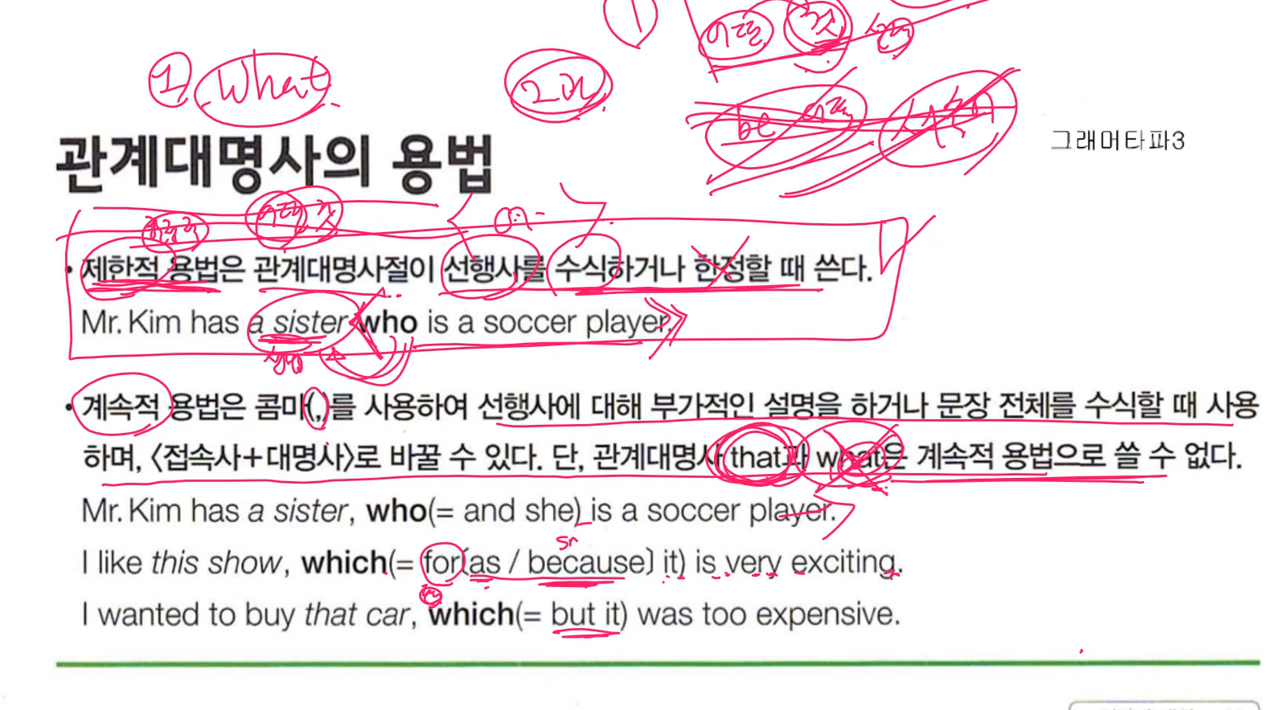 ① 어떤 것
① What
be
관계대명사의 용법
그래머타파3
어떤 것
• 제한적 용법은 관계대명사절이 선행사를 수식하거나 한정할 때 쓴다.
Mr. Kim has a sister who is a soccer player.
• 계속적 용법은 콤마(,)를 사용하여 선행사에 대해 부가적인 설명을 하거나 문장 전체를 수식할 때 사용
하며, 〈접속사+대명사〉로 바꿀 수 있다. 단, 관계대명사 that과 what은 계속적 용법으로 쓸 수 없다.
Mr. Kim has a sister, who(= and she) is a soccer player.
I like this show, which(= for(as / because) it) is very exciting.
I wanted to buy that car, which(= but it) was too expensive.